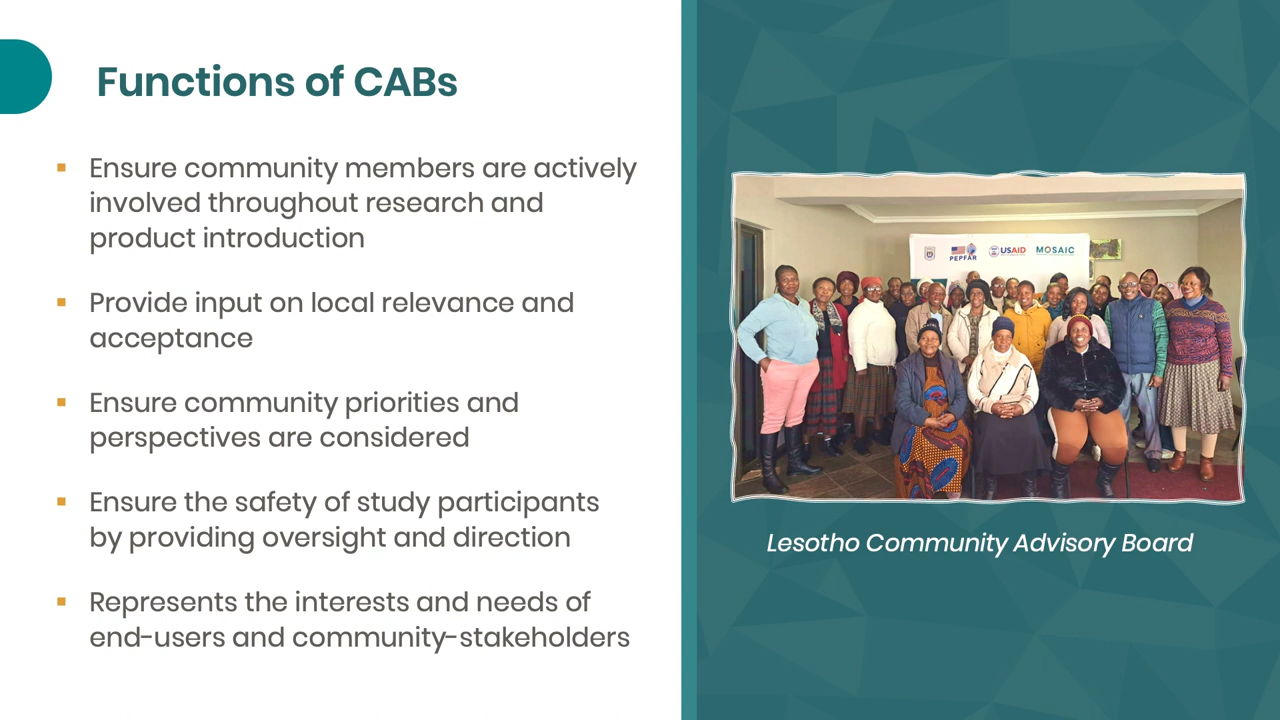 Functions of CABs
Ensure community members are actively
involved throughout research and
product introduction
Provide input on local relevance and
acceptance
Ensure community priorities and
perspectives are considered
Ensure the safety of study participants
by providing oversight and direction
Represents the interests and needs of
end-users and community-stakeholders
PEPFAR
USAID
MOSAIC
Lesotho Community Advisory Board